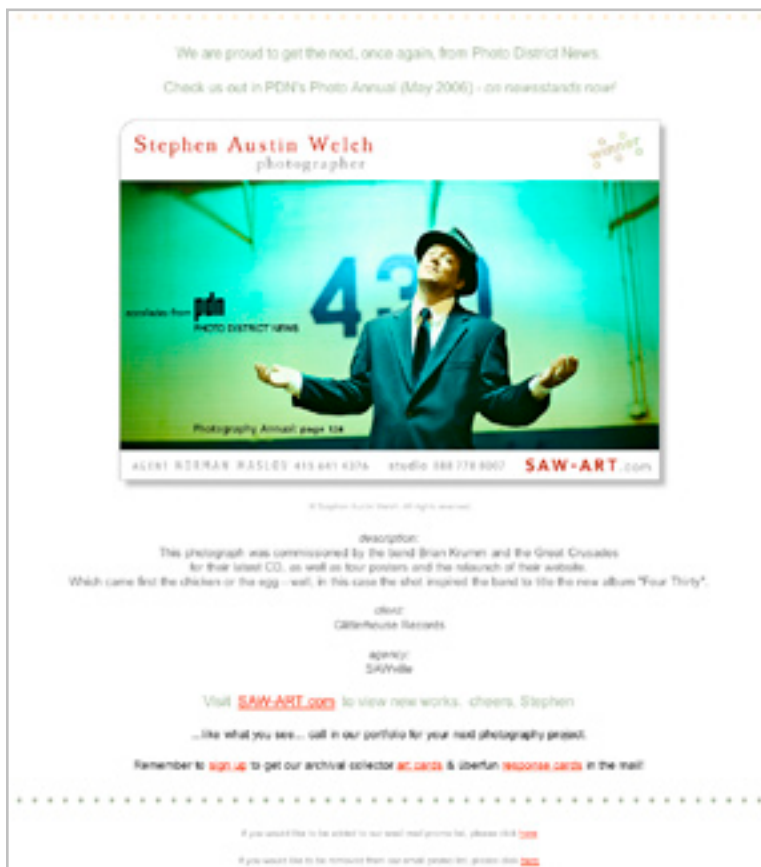 We are proud to get the nod, once again, from Photo District News.
Check us out in PDN's Photo Annual (May 2006) - on newsstands now!
Stephen Austin Welch
photographer
winner
430
accolades from pdn
PHOTO DISTRICT NEWS
Photography Annual: page
AGENT NORMAN MASLOV 415 641 4376 studio 888 778 9007 SAW-ART.com
© Stephen Austin Welch. All rights reserved.
description:
This photograph was commissioned by the band Brian Krumm and the Great Crusades
for their latest CD, as well as tour posters and the relaunch of their website.
Which came first the chicken or the egg - well, in this case the shot inspired the band to title the new album "Four Thirty".
client:
Glitterhouse Records
agency:
SAWville
Visit SAW-ART.com to view new works. cheers, Stephen
...like what you see... call in our portfolio for your next photography project.
Remember to sign up to get our archival collector art cards & überfun response cards in the mail!
If you would like to be added to our email promo list, please click here
If you would like to be removed from our email promo list, please click here